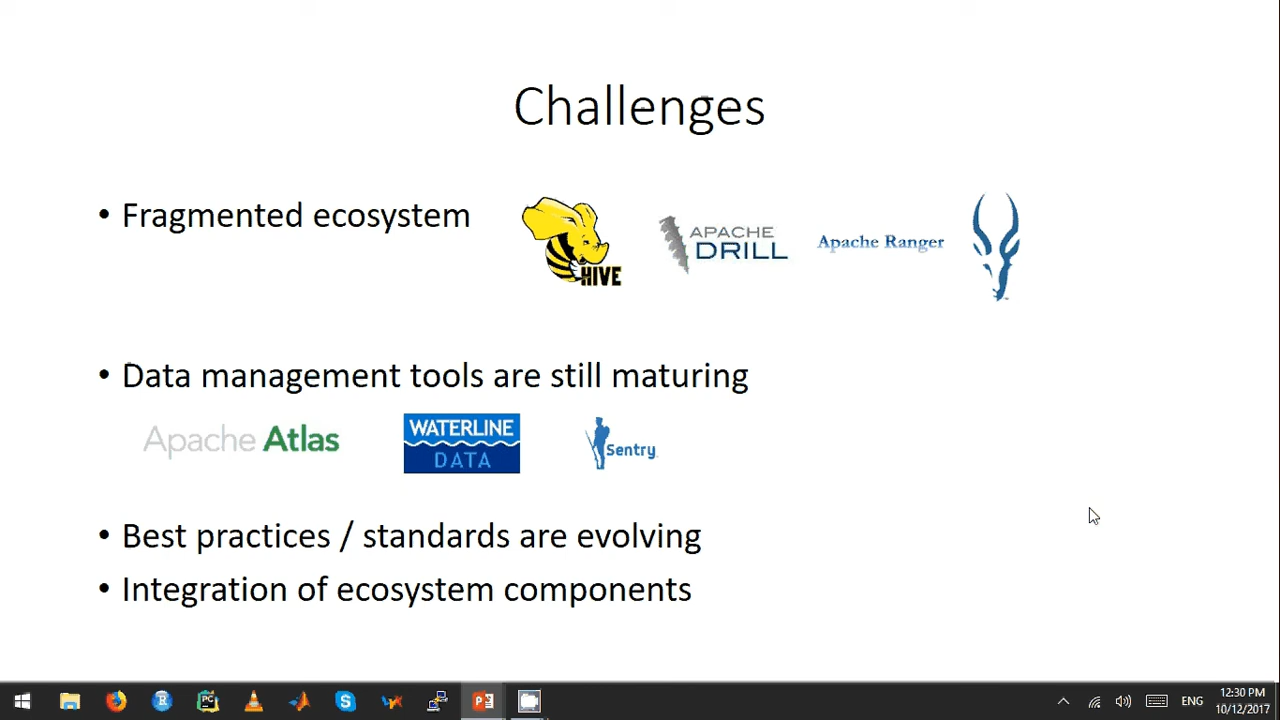 Challenges
• Fragmented ecosystem
HIVE
APACHE
DRILL
Apache Ranger
• Data management tools are still maturing
Apache Atlas
WATERLINE
DATA
Sentry
• Best practices / standards are evolving
• Integration of ecosystem components
R
PC
S
P
ENG
12:30 PM
10/12/2017